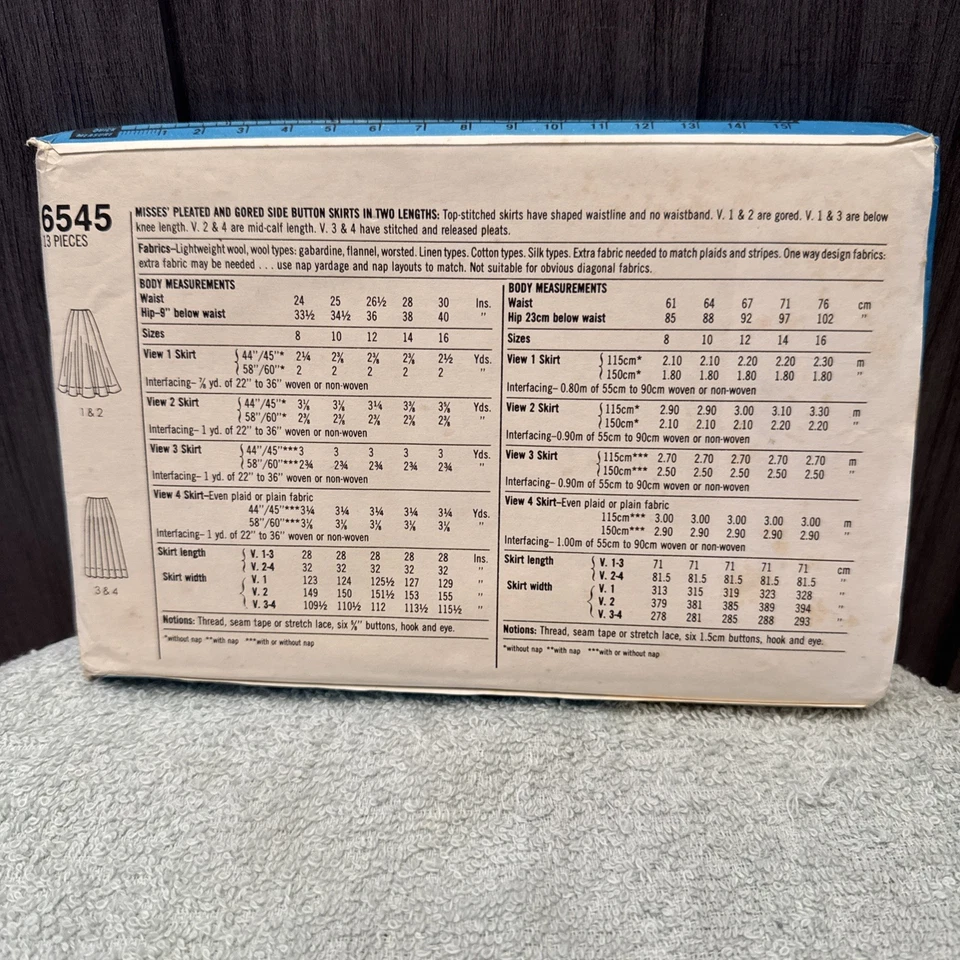 QUICK MEASURE 1 2 3 4 5 6 7 8 9 10 11 12 13 14 15
6545
13 PIECES
MISSES' PLEATED AND GORED SIDE BUTTON SKIRTS IN TWO LENGTHS: Top-stitched skirts have shaped waistline and no waistband. V. 1 & 2 are gored. V. 1 & 3 are below
knee length. V. 2 & 4 are mid-calf length. V. 3 & 4 have stitched and released pleats.
Fabrics–Lightweight wool, wool types: gabardine, flannel, worsted. Linen types. Cotton types. Silk types. Extra fabric needed to match plaids and stripes. One way design fabrics:
extra fabric may be needed . . . use nap yardage and nap layouts to match. Not suitable for obvious diagonal fabrics.
BODY MEASUREMENTS
Waist 24 25 26½ 28 30 Ins.
Hip-9" below waist 33½ 34½ 36 38 40 "
Sizes 8 10 12 14 16
View 1 Skirt { 44"/45"* 2¼ 2⅜ 2⅜ 2⅜ 2½ Yds.
58"/60"* 2 2 2 2 2 "
Interfacing– ⅞ yd. of 22" to 36" woven or non-woven
View 2 Skirt { 44"/45"* 3⅛ 3⅛ 3¼ 3⅜ 3⅝ Yds.
58"/60"* 2⅜ 2⅜ 2⅜ 2⅜ 2⅜ "
Interfacing– 1 yd. of 22" to 36" woven or non-woven
View 3 Skirt { 44"/45"*** 3 3 3 3 3 Yds.
58"/60"*** 2¾ 2¾ 2¾ 2¾ 2¾ "
Interfacing– 1 yd. of 22" to 36" woven or non-woven
View 4 Skirt–Even plaid or plain fabric
44"/45"*** 3¼ 3¼ 3¼ 3¼ 3¼ Yds.
58"/60"*** 3⅛ 3⅛ 3⅛ 3⅛ 3⅛ "
Interfacing– 1 yd. of 22" to 36" woven or non-woven
Skirt length { V. 1-3 28 28 28 28 28 Ins.
V. 2-4 32 32 32 32 32 "
Skirt width { V. 1 123 124 125½ 127 129 "
V. 2 149 150 151½ 153 155 "
V. 3-4 109½ 110½ 112 113½ 115½ "
Notions: Thread, seam tape or stretch lace, six ⅝" buttons, hook and eye.
*without nap **with nap ***with or without nap
BODY MEASUREMENTS
Waist 61 64 67 71 76 cm
Hip 23cm below waist 85 88 92 97 102 "
Sizes 8 10 12 14 16
View 1 Skirt { 115cm* 2.10 2.10 2.20 2.20 2.30 m
150cm* 1.80 1.80 1.80 1.80 1.80 "
Interfacing– 0.80m of 55cm to 90cm woven or non-woven
View 2 Skirt { 115cm* 2.90 2.90 3.00 3.10 3.30 m
150cm* 2.10 2.10 2.10 2.20 2.20 "
Interfacing–0.90m of 55cm to 90cm woven or non-woven
View 3 Skirt { 115cm*** 2.70 2.70 2.70 2.70 2.70 m
150cm*** 2.50 2.50 2.50 2.50 2.50 "
Interfacing– 0.90m of 55cm to 90cm woven or non-woven
View 4 Skirt–Even plaid or plain fabric
115cm*** 3.00 3.00 3.00 3.00 3.00 m
150cm*** 2.90 2.90 2.90 2.90 2.90 "
Interfacing– 1.00m of 55cm to 90cm woven or non-woven
Skirt length { V. 1-3 71 71 71 71 71 cm
V. 2-4 81.5 81.5 81.5 81.5 81.5 "
Skirt width { V. 1 313 315 319 323 328 "
V. 2 379 381 385 389 394 "
V. 3-4 278 281 285 288 293 "
Notions: Thread, seam tape or stretch lace, six 1.5cm buttons, hook and eye.
*without nap **with nap ***with or without nap
1 & 2
3 & 4